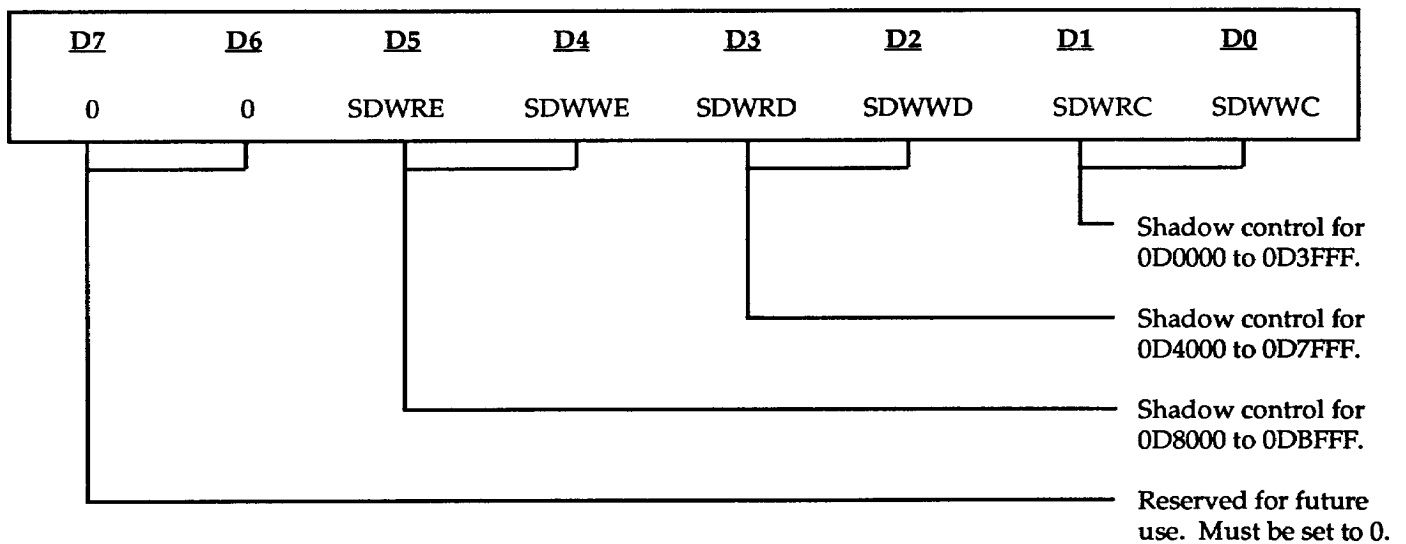 D7 D6 D5 D4 D3 D2 D1 D0
0 0 SDWRE SDWWE SDWRD SDWWD SDWRC SDWWC
Shadow control for
0D0000 to 0D3FFF.
Shadow control for
0D4000 to 0D7FFF.
Shadow control for
0D8000 to 0DBFFF.
Reserved for future
use. Must be set to 0.